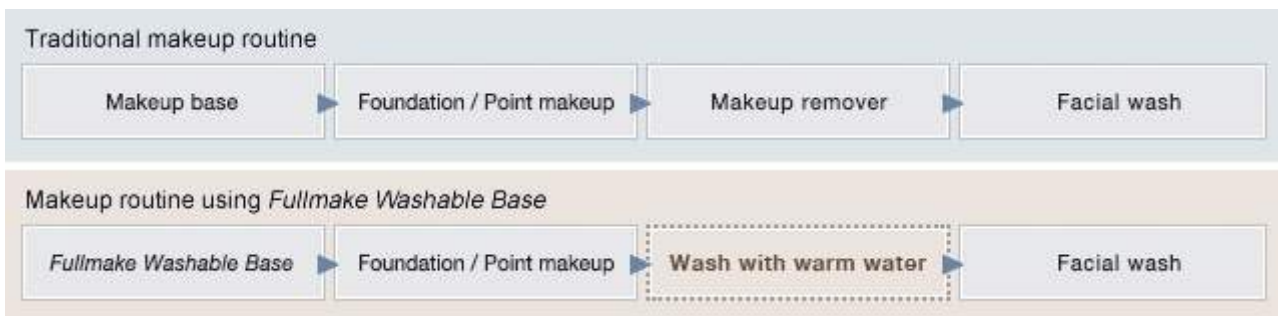 Traditional makeup routine
Makeup base
Foundation / Point makeup
Makeup remover
Facial wash
Makeup routine using Fullmake Washable Base
Fullmake Washable Base
Foundation / Point makeup
Wash with warm water
Facial wash